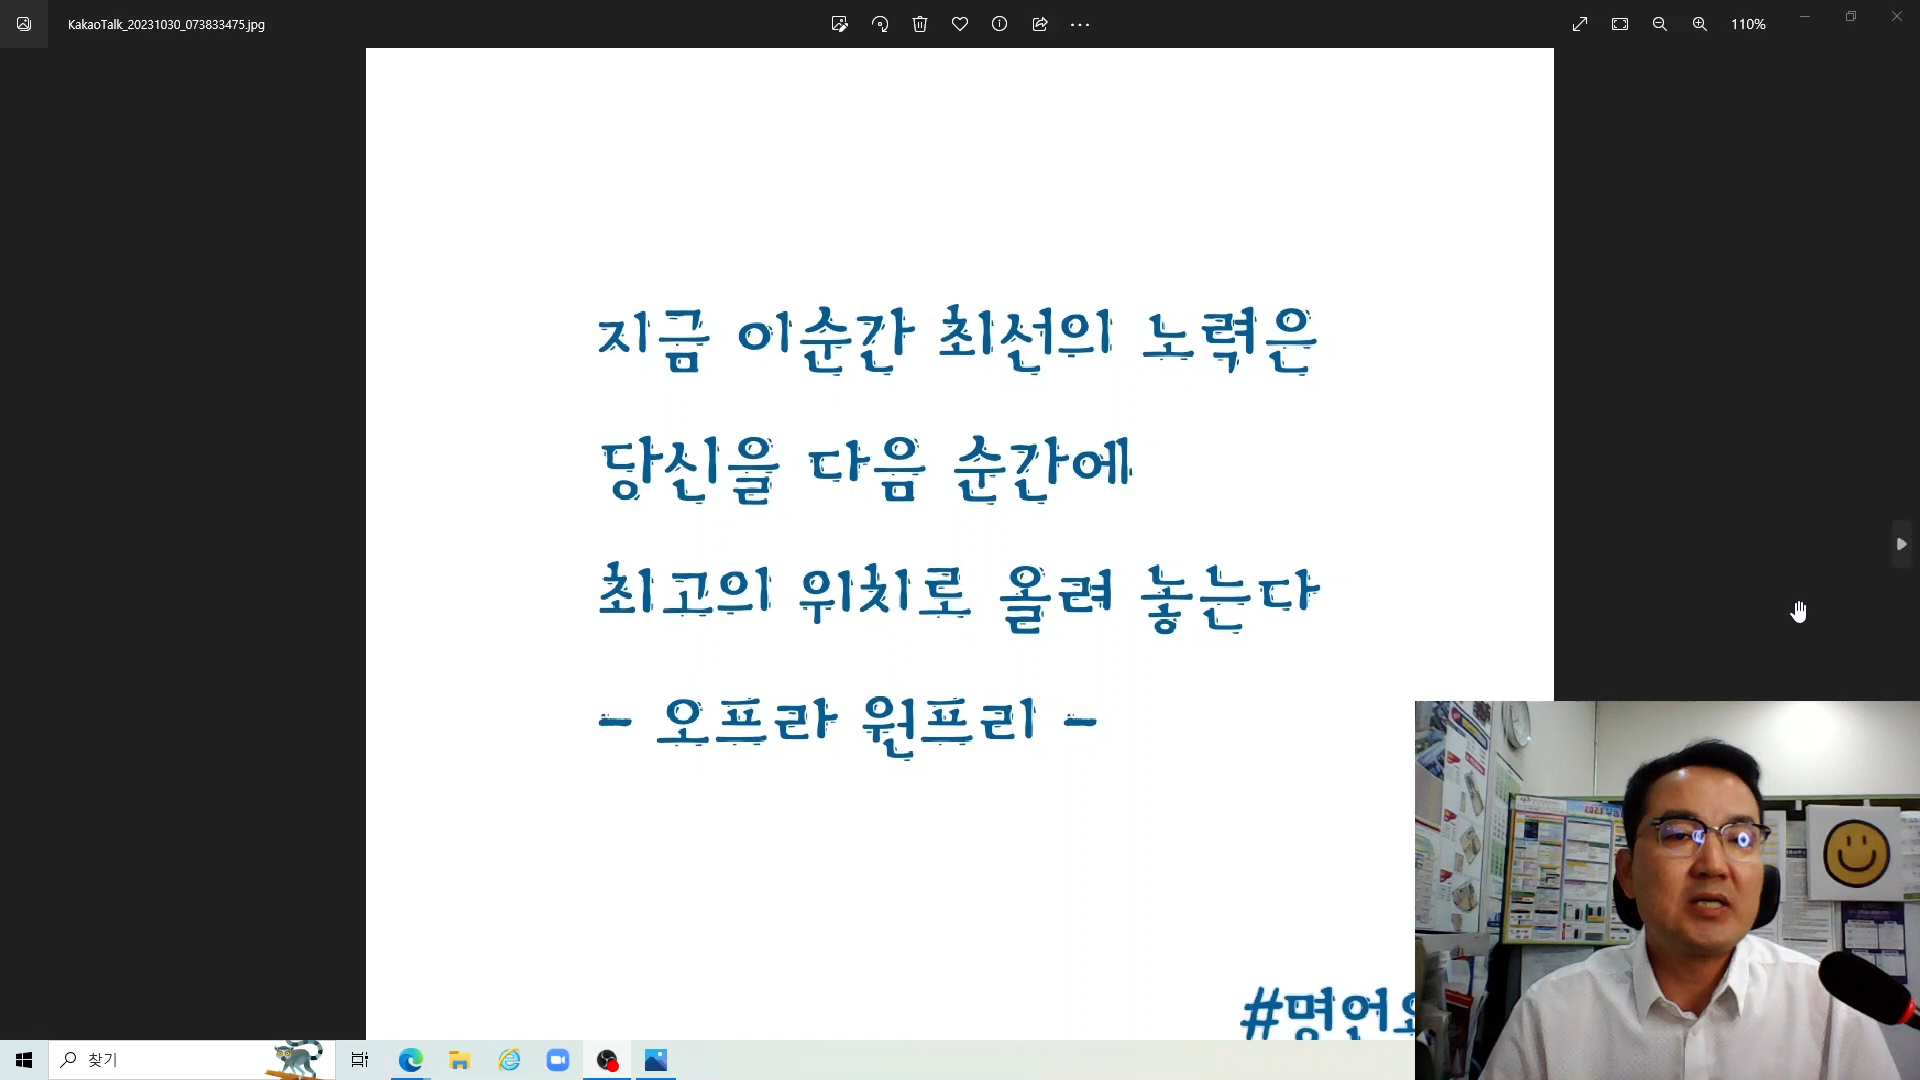 KakaoTalk_20231030_073833475.jpg
110%
지금 이순간 최선의 노력은
당신을 다음 순간에
최고의 위치로 올려 놓는다
- 오프라 윈프리 -
#명언
찾기